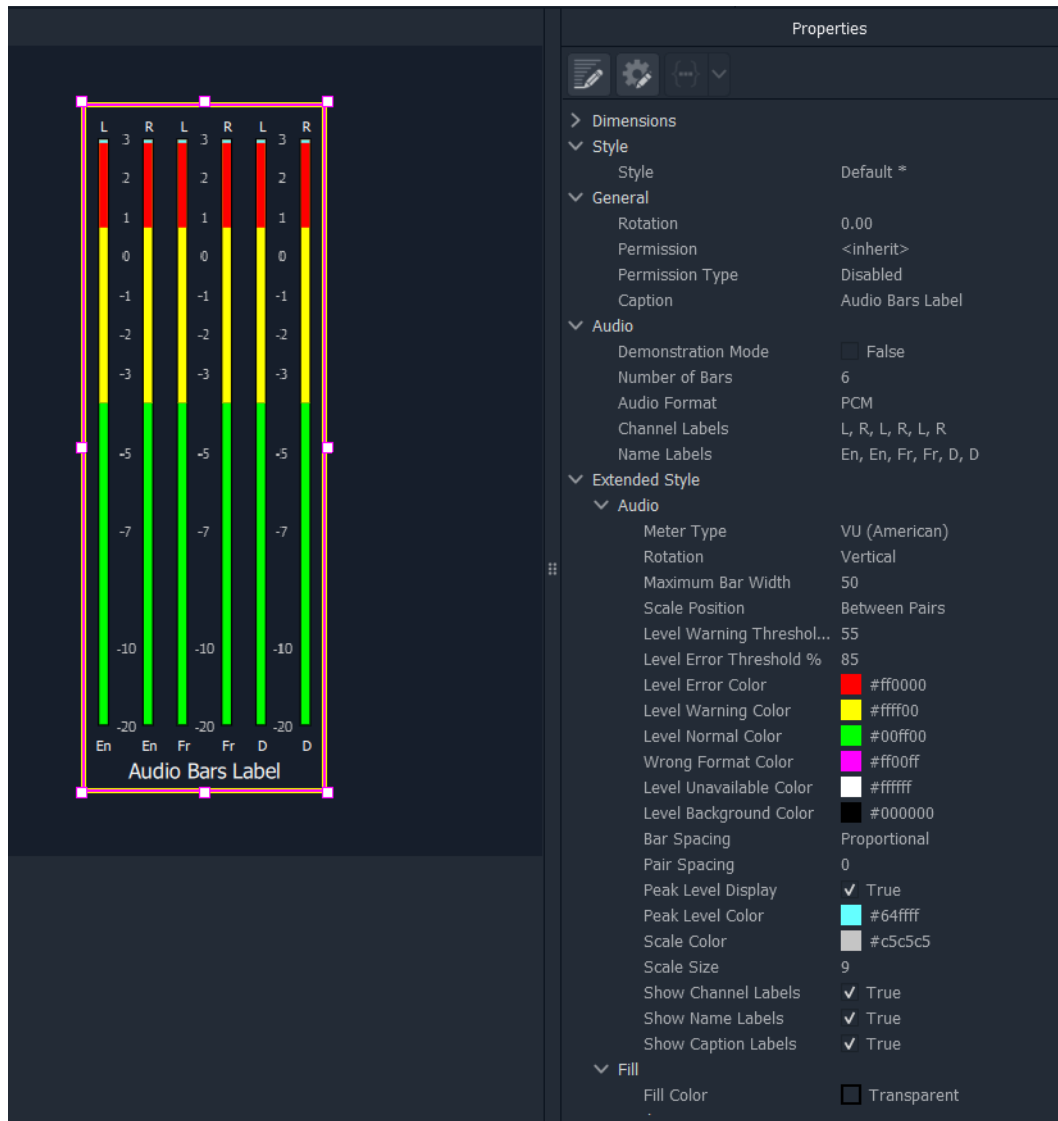 Properties
L R L R L R
3 3 3
2 2 2
1 1 1
0 0 0
-1 -1 -1
-2 -2 -2
-3 -3 -3
-5 -5 -5
-7 -7 -7
-10 -10 -10
-20 -20 -20
En En Fr Fr D D
Audio Bars Label
Dimensions
Style
Style Default *
General
Rotation 0.00
Permission <inherit>
Permission Type Disabled
Caption Audio Bars Label
Audio
Demonstration Mode False
Number of Bars 6
Audio Format PCM
Channel Labels L, R, L, R, L, R
Name Labels En, En, Fr, Fr, D, D
Extended Style
Audio
Meter Type VU (American)
Rotation Vertical
Maximum Bar Width 50
Scale Position Between Pairs
Level Warning Threshol... 55
Level Error Threshold % 85
Level Error Color #ff0000
Level Warning Color #ffff00
Level Normal Color #00ff00
Wrong Format Color #ff00ff
Level Unavailable Color #ffffff
Level Background Color #000000
Bar Spacing Proportional
Pair Spacing 0
Peak Level Display True
Peak Level Color #64ffff
Scale Color #c5c5c5
Scale Size 9
Show Channel Labels True
Show Name Labels True
Show Caption Labels True
Fill
Fill Color Transparent